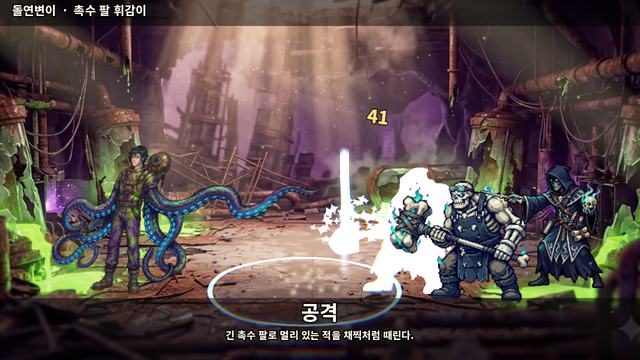 돌연변이 · 촉수 팔 휘감이
41
공격
긴 촉수 팔로 멀리 있는 적을 채찍처럼 때린다.